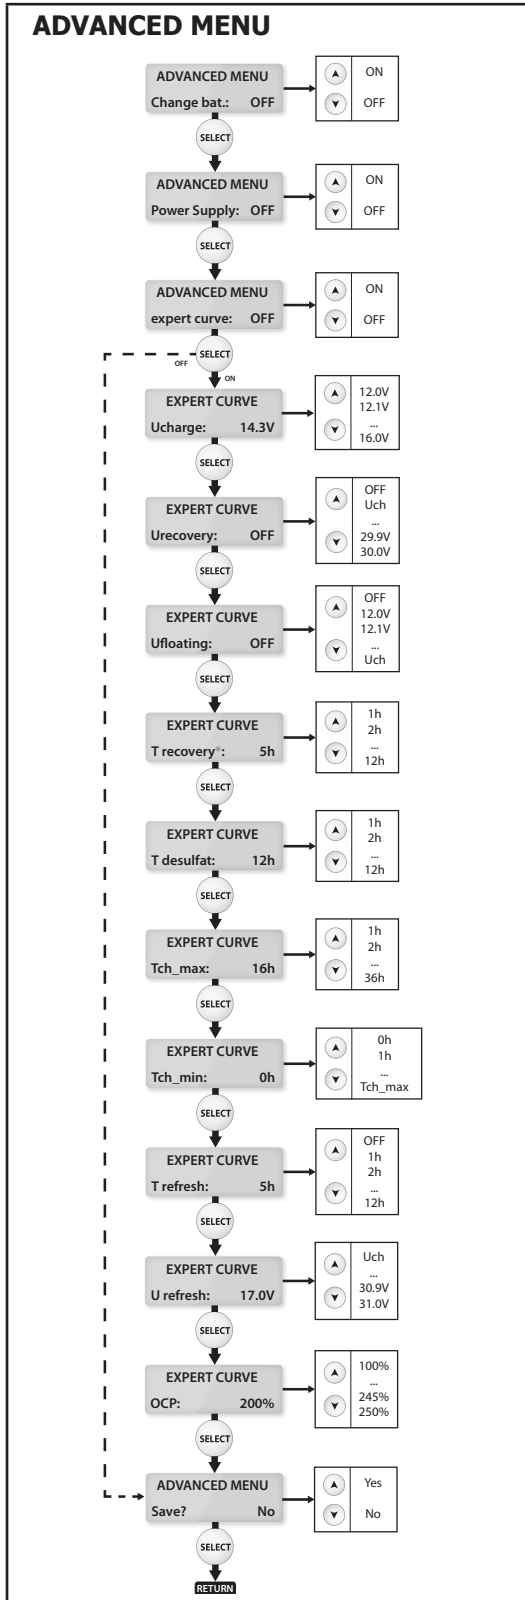 ADVANCED MENU
ADVANCED MENU
Change bat.: OFF
ON
OFF
SELECT
ADVANCED MENU
Power Supply: OFF
ON
OFF
SELECT
ADVANCED MENU
expert curve: OFF
ON
OFF
SELECT
OFF
ON
EXPERT CURVE
Ucharge: 14.3V
12.0V
12.1V
...
16.0V
SELECT
EXPERT CURVE
Urecovery: OFF
OFF
Uch
...
29.9V
30.0V
SELECT
EXPERT CURVE
Ufloating: OFF
OFF
12.0V
12.1V
...
Uch
SELECT
EXPERT CURVE
T recovery*: 5h
1h
2h
...
12h
SELECT
EXPERT CURVE
T desulfat: 12h
1h
2h
...
12h
SELECT
EXPERT CURVE
Tch_max: 16h
1h
2h
...
36h
SELECT
EXPERT CURVE
Tch_min: 0h
0h
1h
...
Tch_max
SELECT
EXPERT CURVE
T refresh: 5h
OFF
1h
2h
...
12h
SELECT
EXPERT CURVE
U refresh: 17.0V
Uch
...
30.9V
31.0V
SELECT
EXPERT CURVE
OCP: 200%
100%
...
245%
250%
SELECT
ADVANCED MENU
Save? No
Yes
No
SELECT
RETURN